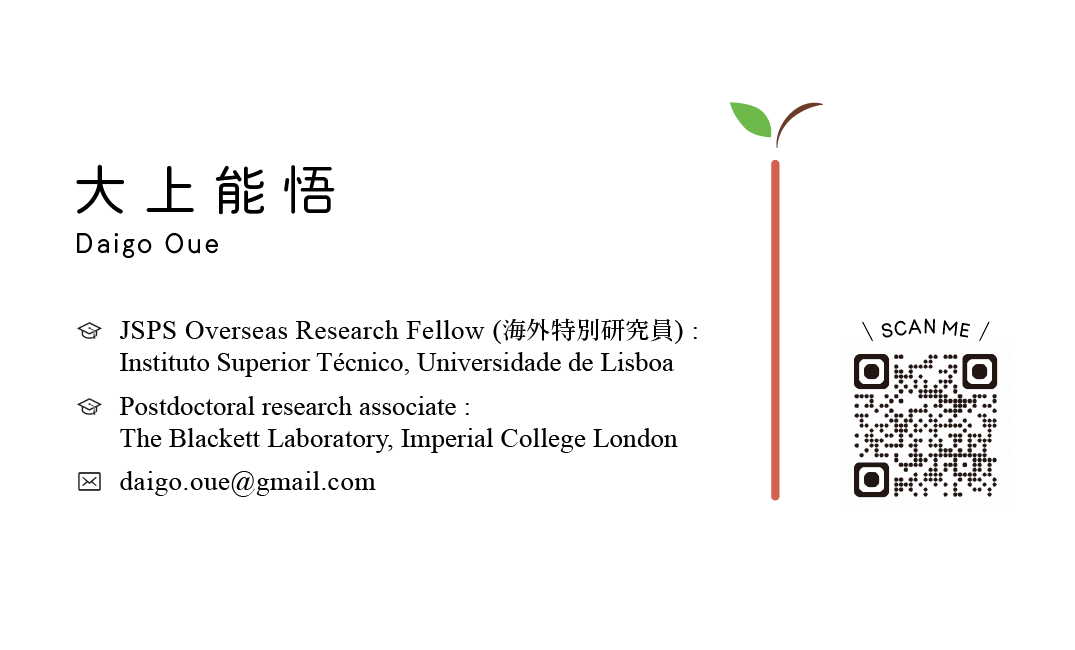 大上能悟
Daigo Oue
JSPS Overseas Research Fellow (海外特別研究員) :
Instituto Superior Técnico, Universidade de Lisboa
Postdoctoral research associate :
The Blackett Laboratory, Imperial College London
daigo.oue@gmail.com
\ SCAN ME /